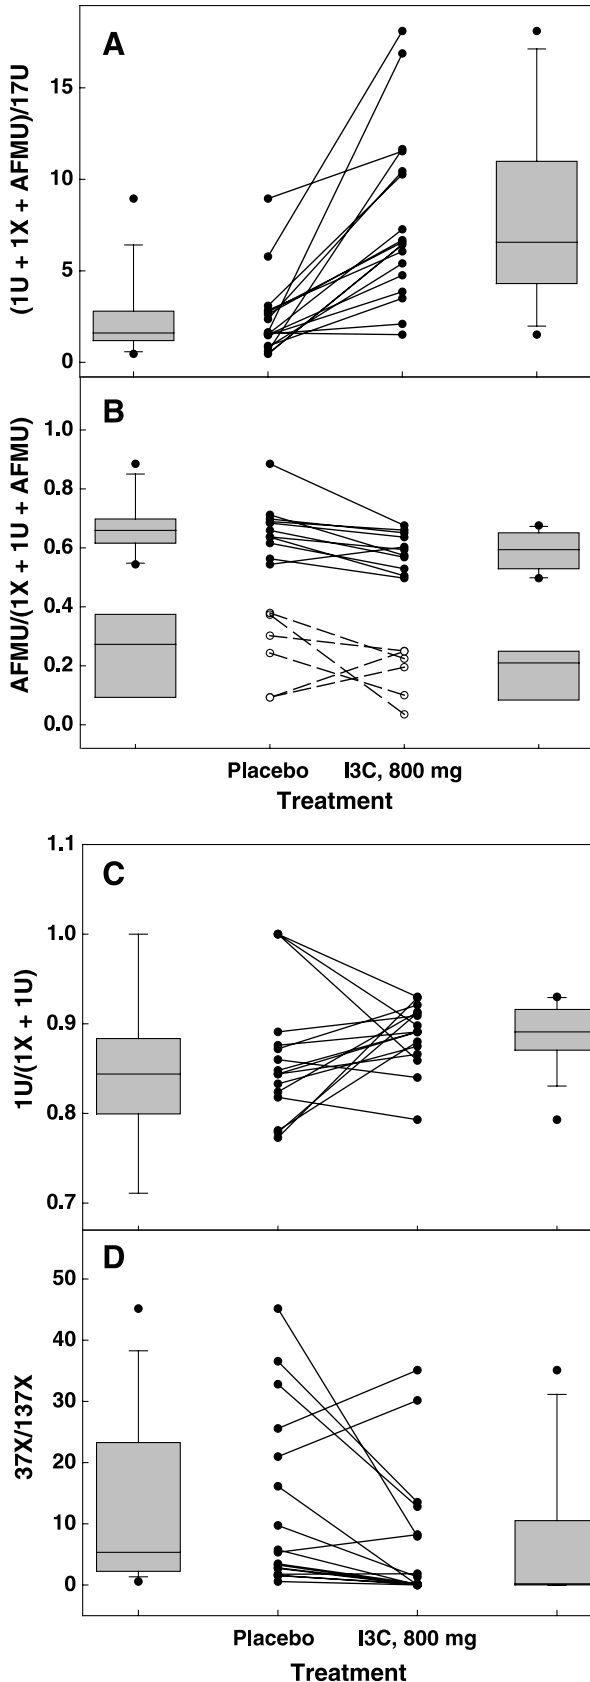 A
(1U + 1X + AFMU)/17U
15
10
5
0
B
AFMU/(1X + 1U + AFMU)
1.0
0.8
0.6
0.4
0.2
0.0
Placebo I3C, 800 mg
Treatment
C
1U/(1X + 1U)
1.1
1.0
0.9
0.8
0.7
D
37X/137X
50
40
30
20
10
0
Placebo I3C, 800 mg
Treatment